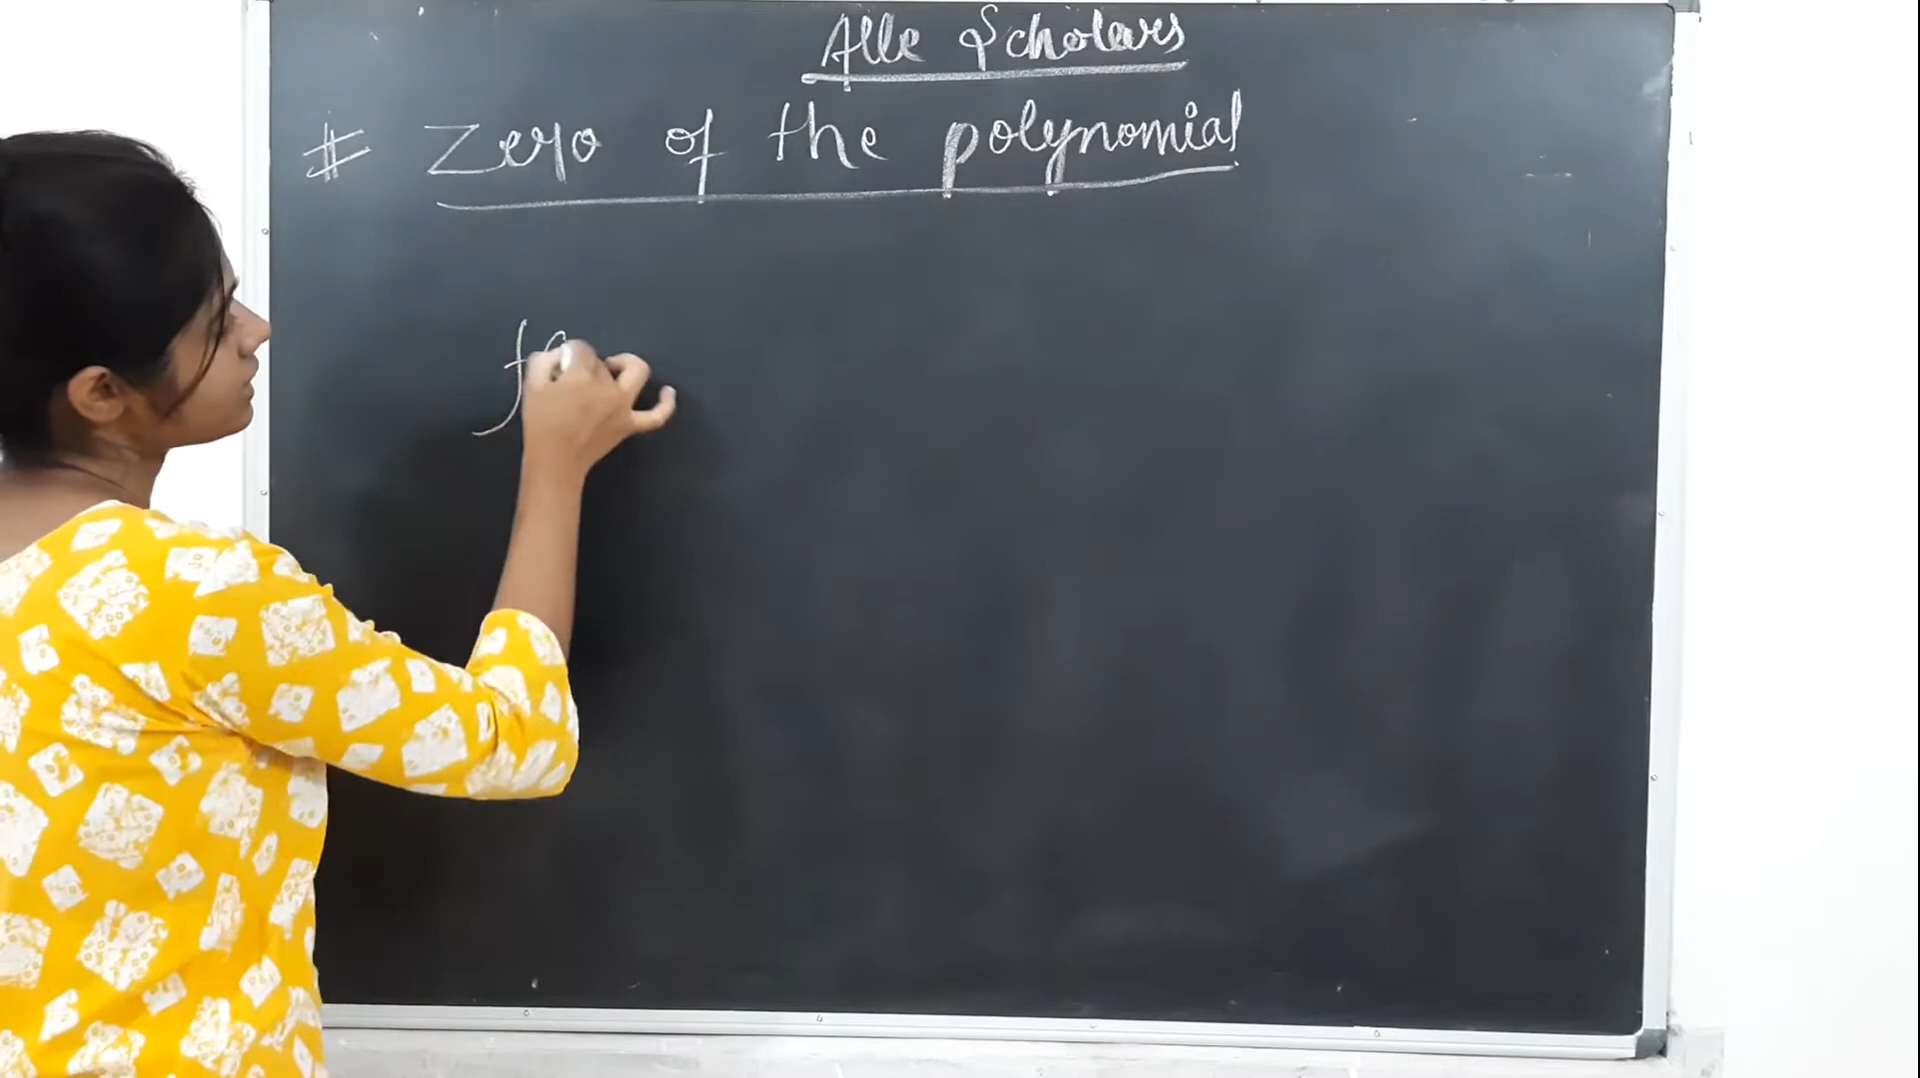 Alle Scholars
# Zero of the polynomial
f